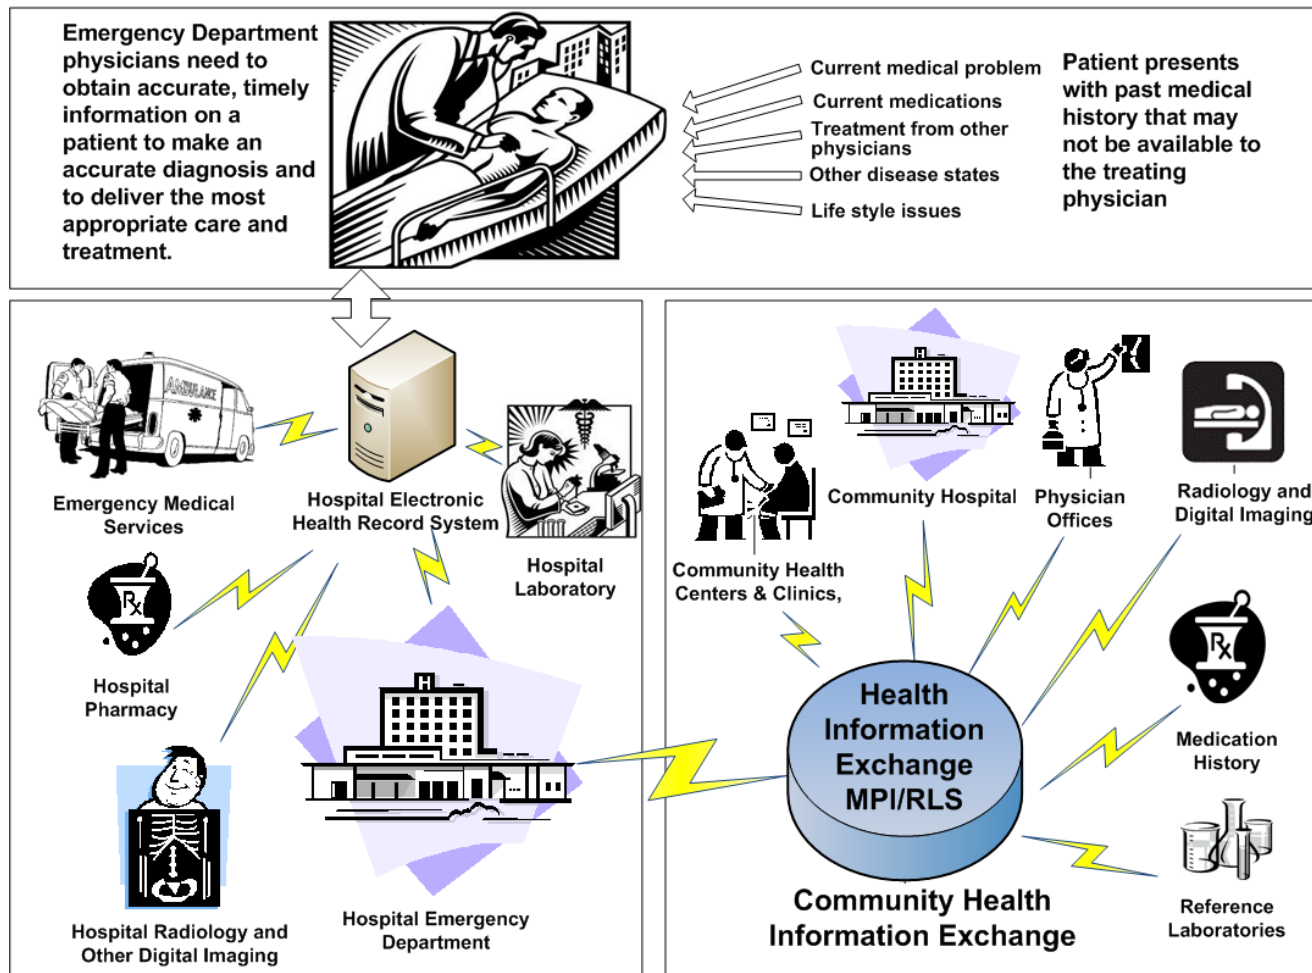 Emergency Department
physicians need to
obtain accurate, timely
information on a
patient to make an
accurate diagnosis and
to deliver the most
appropriate care and
treatment.
Current medical problem
Current medications
Treatment from other
physicians
Other disease states
Life style issues
Patient presents
with past medical
history that may
not be available to
the treating
physician
AMBULANCE
Emergency Medical
Services
Hospital Electronic
Health Record System
Hospital
Laboratory
Rx
Hospital
Pharmacy
Hospital Radiology and
Other Digital Imaging
H
Hospital Emergency
Department
H
Community Hospital
Physician
Offices
Radiology and
Digital Imaging
Community Health
Centers & Clinics,
Rx
Medication
History
Reference
Laboratories
Health
Information
Exchange
MPI/RLS
Community Health
Information Exchange